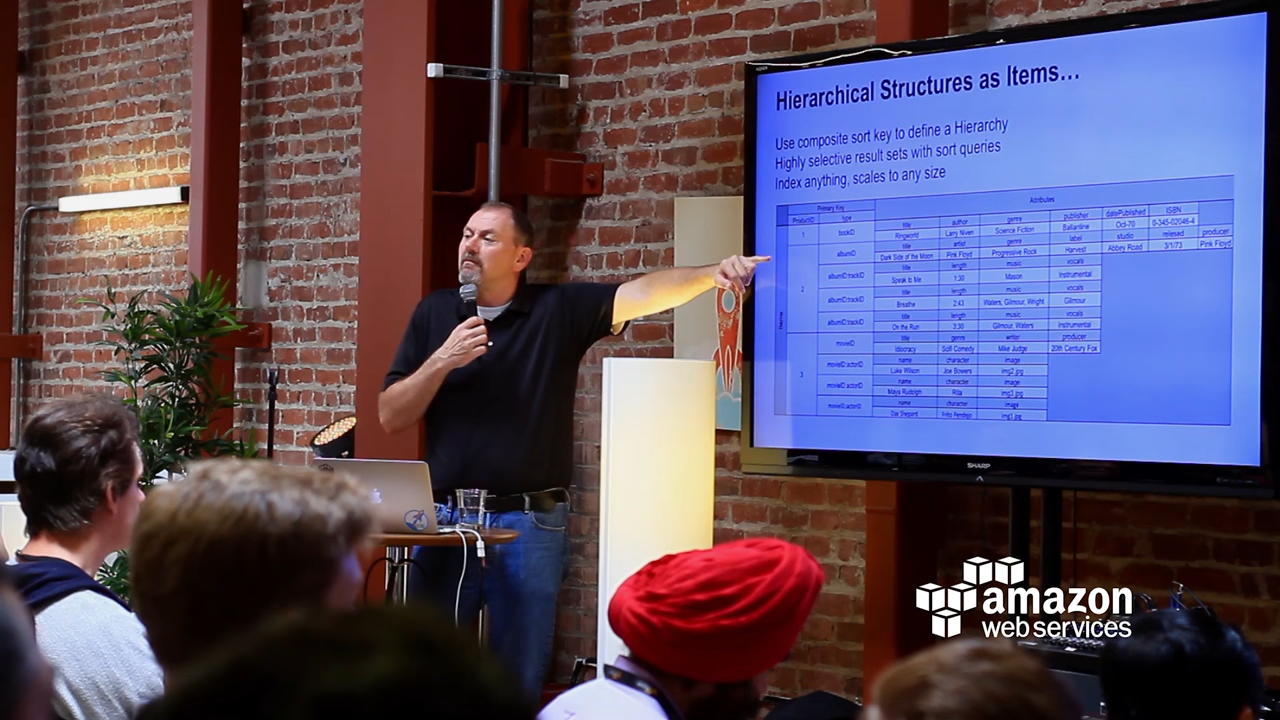 Hierarchical Structures as Items…
Use composite sort key to define a Hierarchy
Highly selective result sets with sort queries
Index anything, scales to any size
Primary Key Attributes
ProductID type
title author genre publisher datePublished ISBN
1 bookID Ringworld Larry Niven Science Fiction Ballantine Oct-70 0-345-02046-4
title artist genre label studio relesed producer
albumID Dark Side of the Moon Pink Floyd Progressive Rock Harvest Abbey Road 3/1/73 Pink Floyd
title length music vocals
albumID:trackID Speak to Me 1:30 Mason Instrumental
title length music vocals
2 albumID:trackID Breathe 2:43 Waters, Gilmour, Wright Gilmour
title length music vocals
albumID:trackID On the Run 3:30 Gilmour, Waters Instrumental
title genre writer producer
movieID Idiocracy Scifi Comedy Mike Judge 20th Century Fox
name character image
movieID:actorID Luke Wilson Joe Bowers img2.jpg
name character image
3 movieID:actorID Maya Rudolph Rita img3.jpg
name character image
movieID:actorID Dax Shepard Frito Pendejo img1.jpg
SHARP
amazon
web services